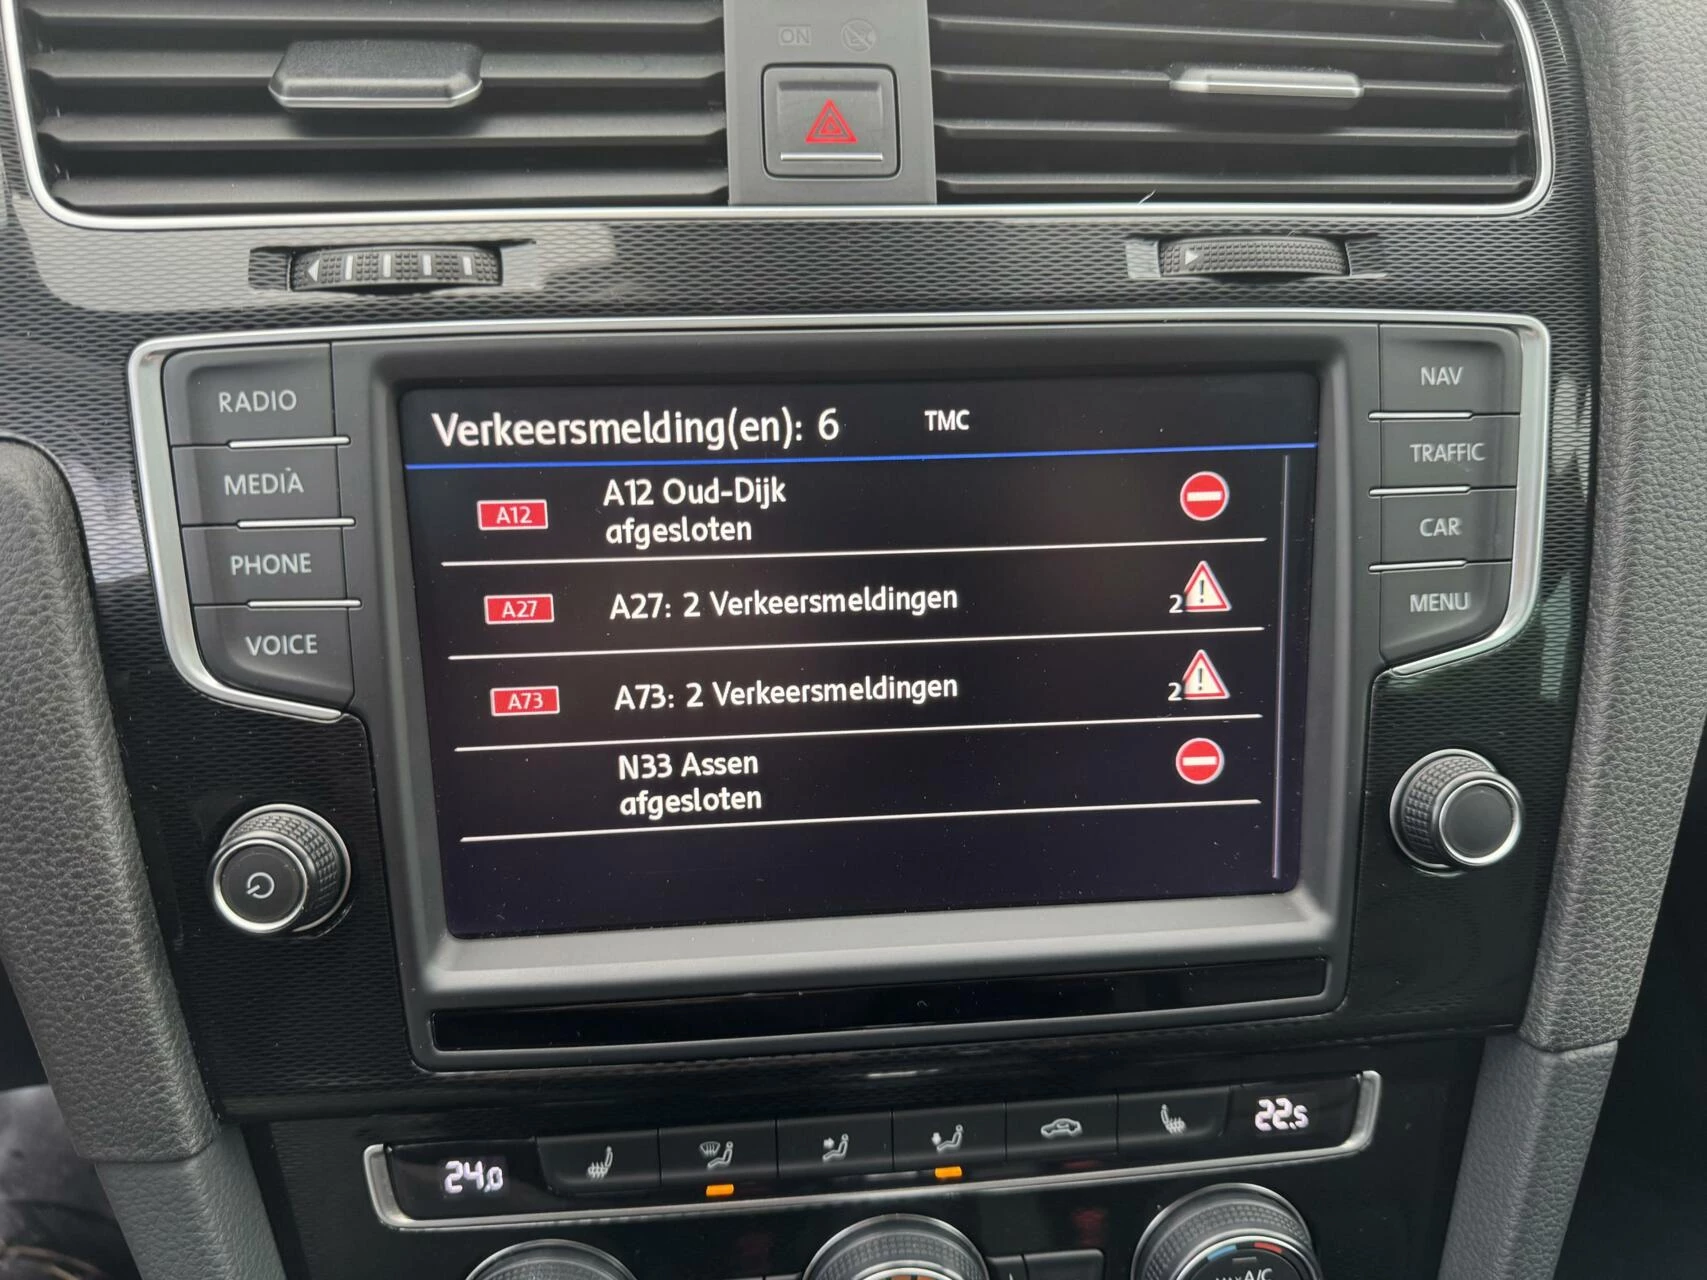 ON
RADIO
MEDIA
PHONE
VOICE
NAV
TRAFFIC
CAR
MENU
Verkeersmelding(en): 6 TMC
A12 A12 Oud-Dijk
afgesloten
A27 A27: 2 Verkeersmeldingen 2
A73 A73: 2 Verkeersmeldingen 2
N33 Assen
afgesloten
24,0
22.5
A/C